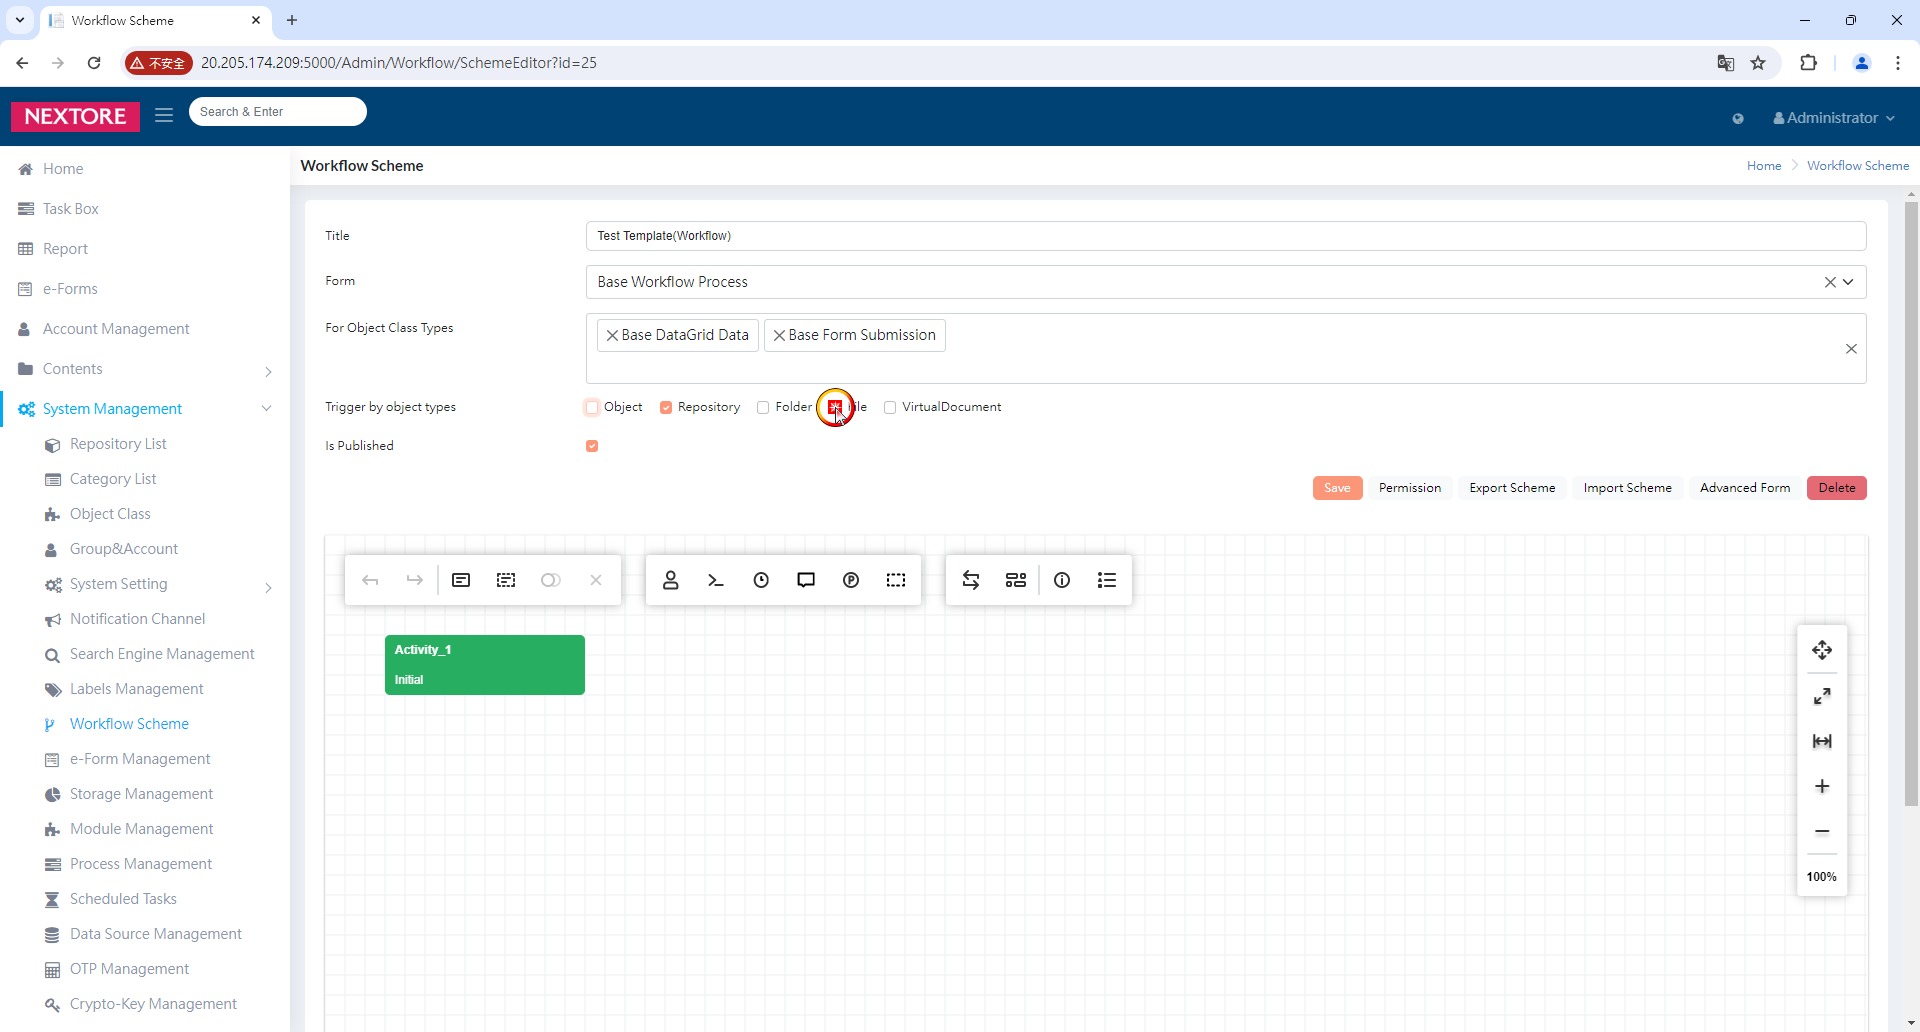 Workflow Scheme
不安全
20.205.174.209:5000/Admin/Workflow/SchemeEditor?id=25
NEXTORE
Search & Enter
Administrator
Home
Task Box
Report
e-Forms
Account Management
Contents
System Management
Repository List
Category List
Object Class
Group&Account
System Setting
Notification Channel
Search Engine Management
Labels Management
Workflow Scheme
e-Form Management
Storage Management
Module Management
Process Management
Scheduled Tasks
Data Source Management
OTP Management
Crypto-Key Management
Workflow Scheme
Home Workflow Scheme
Title Test Template(Workflow)
Form Base Workflow Process
For Object Class Types Base DataGrid Data Base Form Submission
Trigger by object types Object Repository Folder VirtualDocument
Is Published
Save Permission Export Scheme Import Scheme Advanced Form Delete
Activity_1
Initial
100%